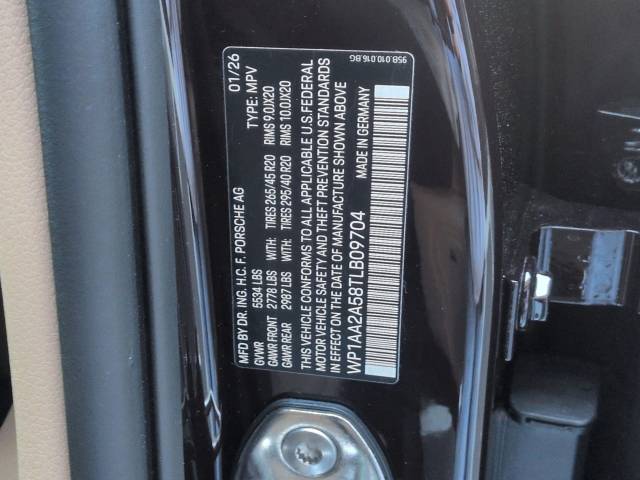 MFD BY DR. ING. H.C. F. PORSCHE AG 01/26
GVWR 5534 LBS TYPE: MPV
GAWR FRONT 2778 LBS WITH: TIRES 265/45 R20 RIMS 9.0JX20
GAWR REAR 2987 LBS WITH: TIRES 295/40 R20 RIMS 10.0JX20
THIS VEHICLE CONFORMS TO ALL APPLICABLE U.S. FEDERAL
MOTOR VEHICLE SAFETY AND THEFT PREVENTION STANDARDS
IN EFFECT ON THE DATE OF MANUFACTURE SHOWN ABOVE
WP1AA2A58TLB09704 MADE IN GERMANY
95B.010.016.BG